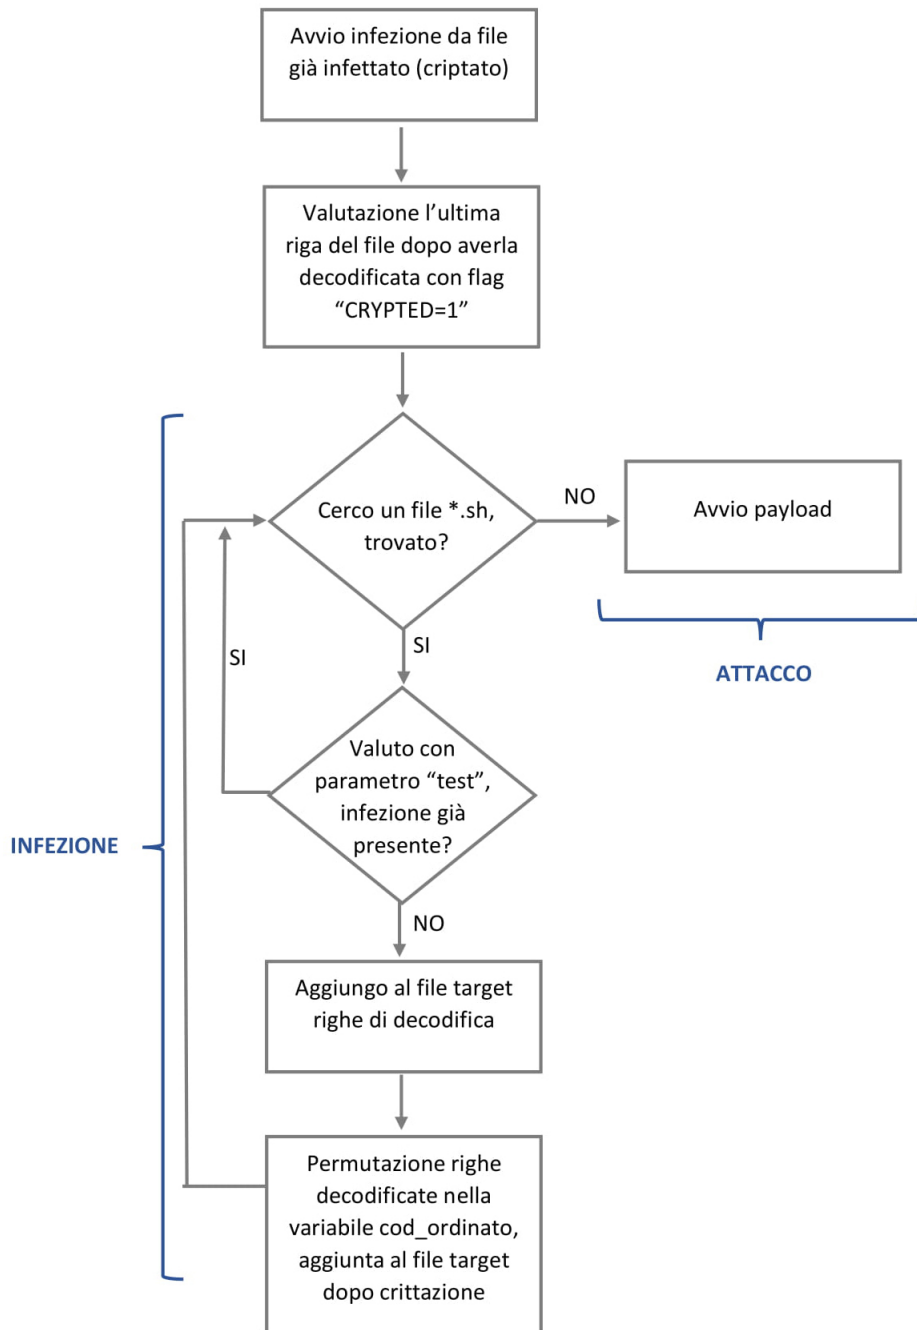 Avvio infezione da file
già infettato (criptato)
Valutazione l’ultima
riga del file dopo averla
decodificata con flag
“CRYPTED=1”
Cerco un file *.sh,
trovato?
NO
Avvio payload
ATTACCO
SI
SI
Valuto con
parametro “test”,
infezione già
presente?
INFEZIONE
NO
Aggiungo al file target
righe di decodifica
Permutazione righe
decodificate nella
variabile cod_ordinato,
aggiunta al file target
dopo crittazione